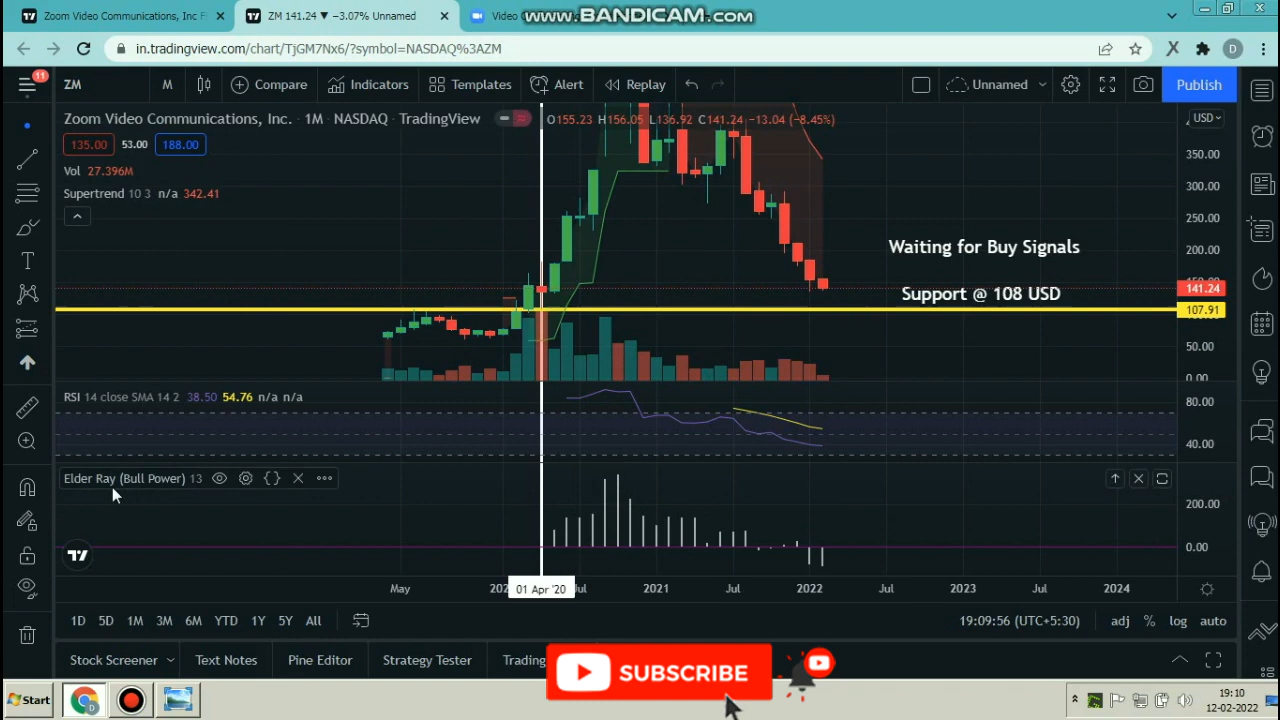 Zoom Video Communications, Inc F
ZM 141.24 ▼ −3.07% Unnamed
Video
www.BANDICAM.com
in.tradingview.com/chart/TjGM7Nx6/?symbol=NASDAQ%3AZM
D
11
ZM
M
Compare
Indicators
Templates
Alert
Replay
Unnamed
Publish
Zoom Video Communications, Inc. · 1M · NASDAQ · TradingView
O155.23 H156.05 L136.92 C141.24 −13.04 (−8.45%)
USD
135.00 53.00 188.00
Vol 27.396M
Supertrend 10 3 n/a 342.41
350.00
300.00
250.00
200.00
Waiting for Buy Signals
Support @ 108 USD
141.24
107.91
50.00
0.00
RSI 14 close SMA 14 2 38.50 54.76 n/a n/a
80.00
40.00
Elder Ray (Bull Power) 13
200.00
0.00
May
01 Apr '20
2021
Jul
2022
Jul
2023
Jul
2024
1D 5D 1M 3M 6M YTD 1Y 5Y All
19:09:56 (UTC+5:30)
adj % log auto
Stock Screener
Text Notes
Pine Editor
Strategy Tester
Trading
SUBSCRIBE
Start
19:10
12-02-2022